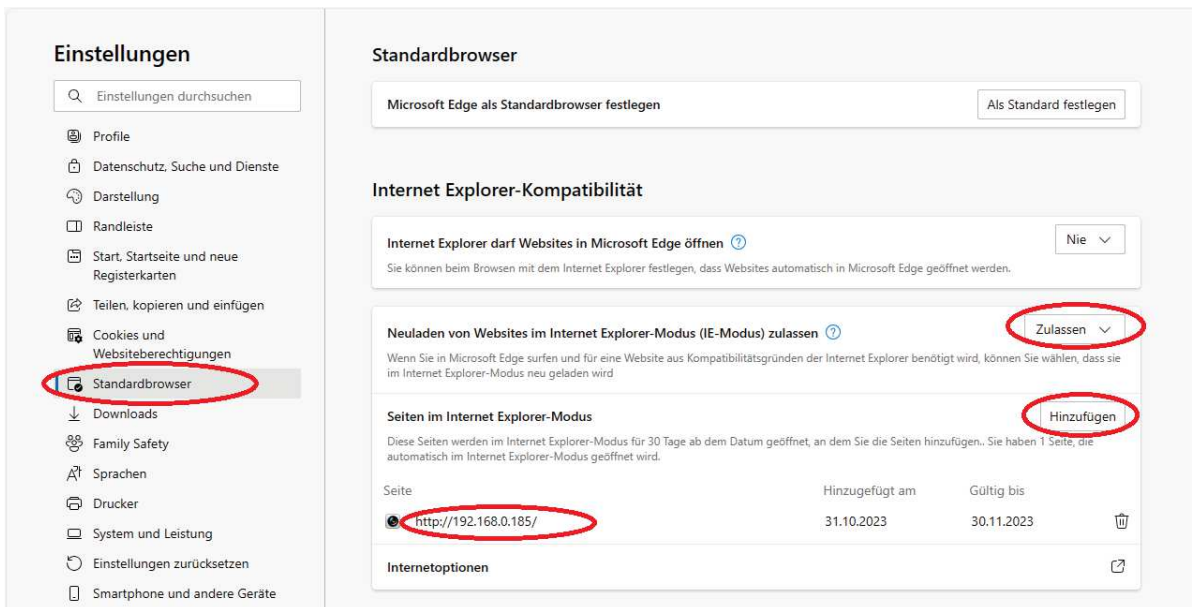 Einstellungen
Einstellungen durchsuchen
Profile
Datenschutz, Suche und Dienste
Darstellung
Randleiste
Start, Startseite und neue
Registerkarten
Teilen, kopieren und einfügen
Cookies und
Websiteberechtigungen
Standardbrowser
Downloads
Family Safety
Sprachen
Drucker
System und Leistung
Einstellungen zurücksetzen
Smartphone und andere Geräte
Standardbrowser
Microsoft Edge als Standardbrowser festlegen
Als Standard festlegen
Internet Explorer-Kompatibilität
Internet Explorer darf Websites in Microsoft Edge öffnen
Nie
Sie können beim Browsen mit dem Internet Explorer festlegen, dass Websites automatisch in Microsoft Edge geöffnet werden.
Neuladen von Websites im Internet Explorer-Modus (IE-Modus) zulassen
Zulassen
Wenn Sie in Microsoft Edge surfen und für eine Website aus Kompatibilitätsgründen der Internet Explorer benötigt wird, können Sie wählen, dass sie
im Internet Explorer-Modus neu geladen wird
Seiten im Internet Explorer-Modus
Hinzufügen
Diese Seiten werden im Internet Explorer-Modus für 30 Tage ab dem Datum geöffnet, an dem Sie die Seiten hinzufügen.. Sie haben 1 Seite, die
automatisch im Internet Explorer-Modus geöffnet wird.
Seite Hinzugefügt am Gültig bis
http://192.168.0.185/ 31.10.2023 30.11.2023
Internetoptionen